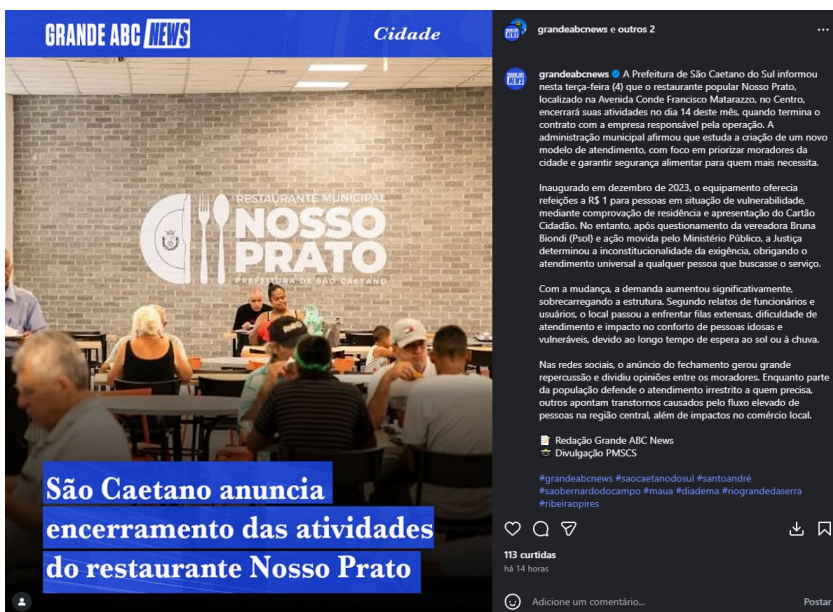 GRANDE ABC NEWS
Cidade
RESTAURANTE MUNICIPAL
NOSSO
PRATO
PREFEITURA DE SÃO CAETANO
São Caetano anuncia
encerramento das atividades
do restaurante Nosso Prato
grandeabcnews e outros 2
grandeabcnews A Prefeitura de São Caetano do Sul informou
nesta terça-feira (4) que o restaurante popular Nosso Prato,
localizado na Avenida Conde Francisco Matarazzo, no Centro,
encerrará suas atividades no dia 14 deste mês, quando termina o
contrato com a empresa responsável pela operação. A
administração municipal afirmou que estuda a criação de um novo
modelo de atendimento, com foco em priorizar moradores da
cidade e garantir segurança alimentar para quem mais necessita.
Inaugurado em dezembro de 2023, o equipamento oferecia
refeições a R$ 1 para pessoas em situação de vulnerabilidade,
mediante comprovação de residência e apresentação do Cartão
Cidadão. No entanto, após questionamento da vereadora Bruna
Biondi (Psol) e ação movida pelo Ministério Público, a Justiça
determinou a inconstitucionalidade da exigência, obrigando o
atendimento universal a qualquer pessoa que buscasse o serviço.
Com a mudança, a demanda aumentou significativamente,
sobrecarregando a estrutura. Segundo relatos de funcionários e
usuários, o local passou a enfrentar filas extensas, dificuldade de
atendimento e impacto no conforto de pessoas idosas e
vulneráveis, devido ao longo tempo de espera ao sol ou à chuva.
Nas redes sociais, o anúncio do fechamento gerou grande
repercussão e dividiu opiniões entre os moradores. Enquanto parte
da população defende o atendimento irrestrito a quem precisa,
outros apontam transtornos causados pelo fluxo elevado de
pessoas na região central, além de impactos no comércio local.
Redação Grande ABC News
Divulgação PMSCS
#grandeabcnews #saocaetanodosul #santoandré
#saobernardodocampo #maua #diadema #riograndedaserra
#ribeiraopires
113 curtidas
há 14 horas
Adicione um comentário...
Postar